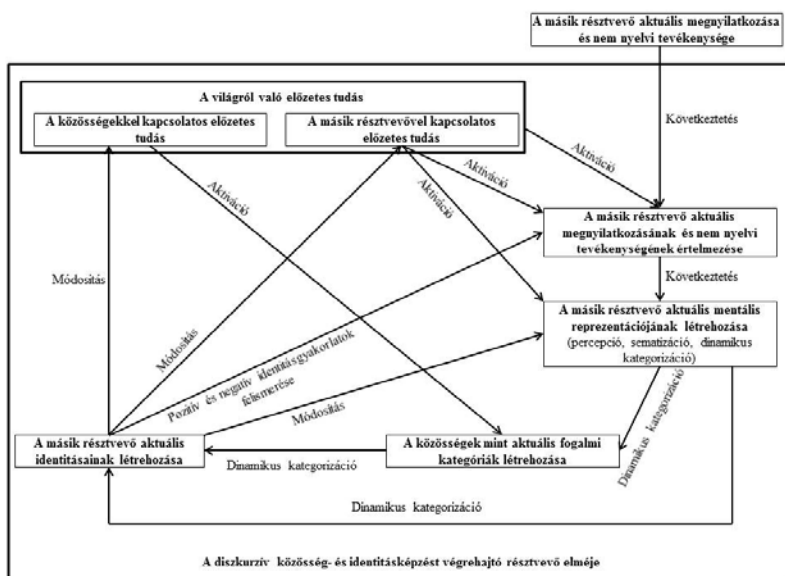 A másik résztvevő aktuális megnyilatkozása
és nem nyelvi tevékenysége
Következtetés
A világról való előzetes tudás
A közösségekkel kapcsolatos előzetes
tudás
A másik résztvevővel kapcsolatos
előzetes tudás
Aktiváció
Aktiváció
Aktiváció
Aktiváció
A másik résztvevő aktuális
megnyilatkozásának és nem nyelvi
tevékenységének értelmezése
Következtetés
Módosítás
A másik résztvevő aktuális mentális
reprezentációjának létrehozása
(percepció, sematizáció, dinamikus
kategorizáció)
Módosítás
Pozitív és negatív identitásgyakorlatok
felismerése
Módosítás
Dinamikus kategorizáció
A másik résztvevő aktuális
identitásainak létrehozása
Dinamikus kategorizáció
A közösségek mint aktuális fogalmi
kategóriák létrehozása
Dinamikus kategorizáció
A diszkurzív közösség- és identitásképzést végrehajtó résztvevő elméje